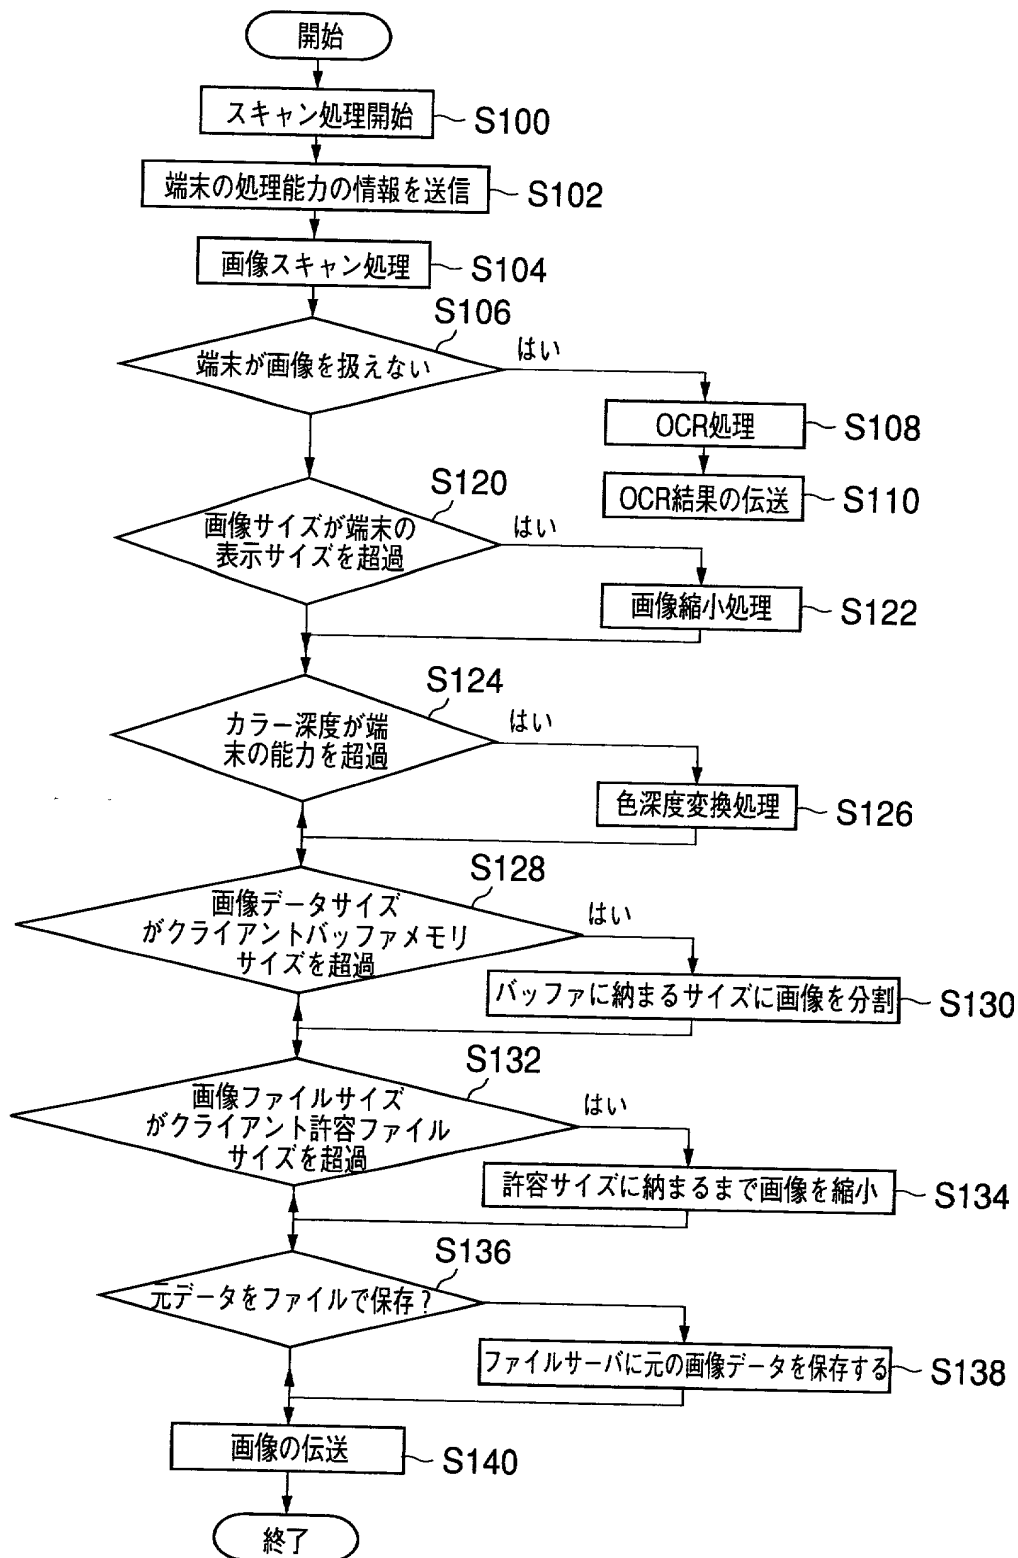 開始
スキャン処理開始
S100
端末の処理能力の情報を送信
S102
画像スキャン処理
S104
S106
端末が画像を扱えない
はい
OCR処理
S108
OCR結果の伝送
S110
S120
画像サイズが端末の
表示サイズを超過
はい
画像縮小処理
S122
S124
カラー深度が端
末の能力を超過
はい
色深度変換処理
S126
S128
画像データサイズ
がクライアントバッファメモリ
サイズを超過
はい
バッファに納まるサイズに画像を分割
S130
S132
画像ファイルサイズ
がクライアント許容ファイル
サイズを超過
はい
許容サイズに納まるまで画像を縮小
S134
S136
元データをファイルで保存？
ファイルサーバに元の画像データを保存する
S138
画像の伝送
S140
終了